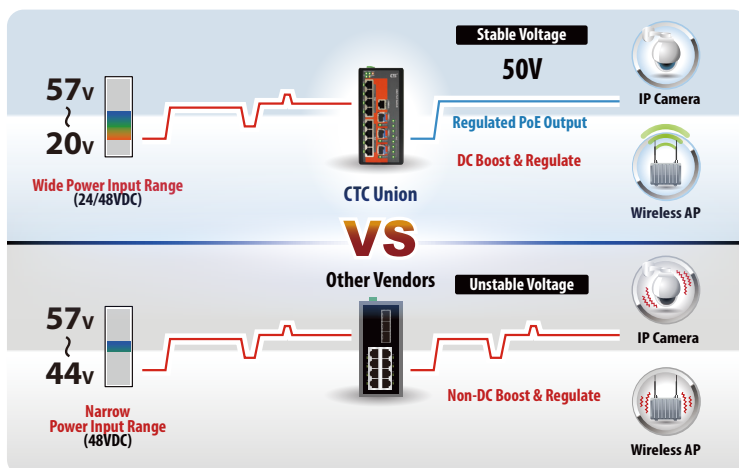 Stable Voltage
50V
57V
~
20V
Wide Power Input Range
(24/48VDC)
CTC Union
Regulated PoE Output
DC Boost & Regulate
IP Camera
Wireless AP
VS
Other Vendors
Unstable Voltage
57V
~
44V
Narrow
Power Input Range
(48VDC)
Non-DC Boost & Regulate
IP Camera
Wireless AP